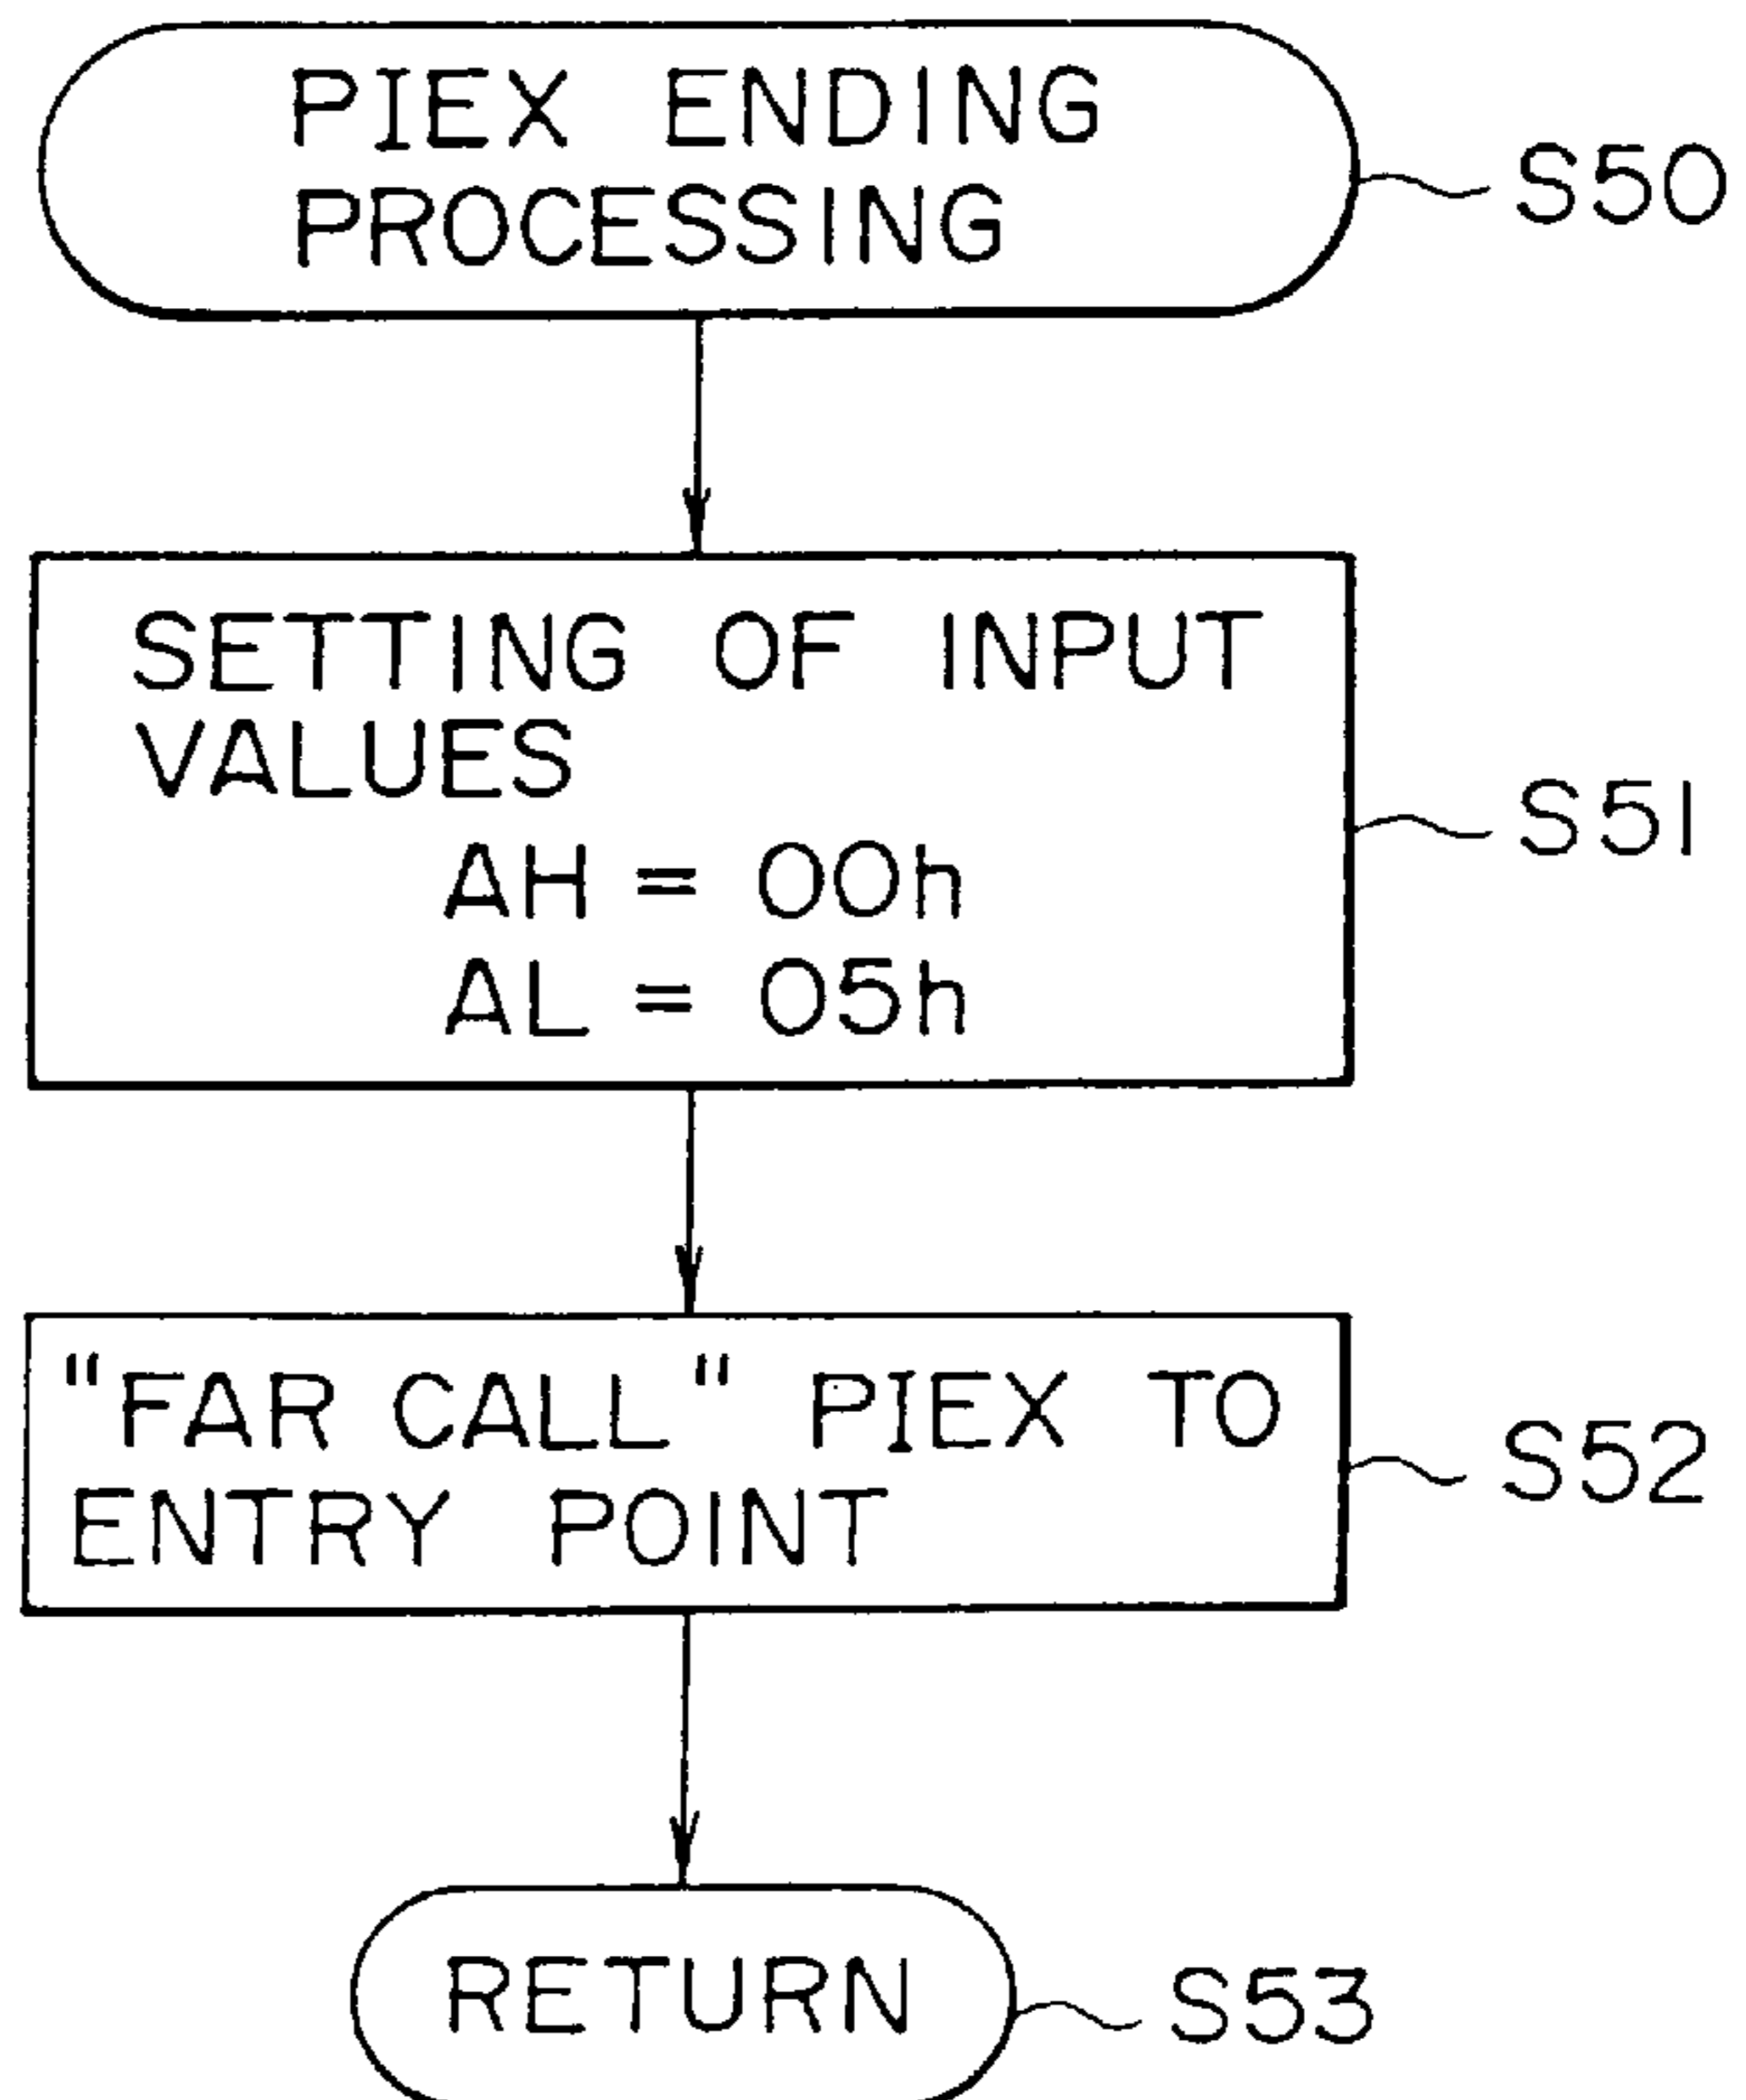 PIEX ENDING
PROCESSING
S50
SETTING OF INPUT
VALUES
AH = 00h
AL = 05h
S51
"FAR CALL" PIEX TO
ENTRY POINT
S52
RETURN
S53